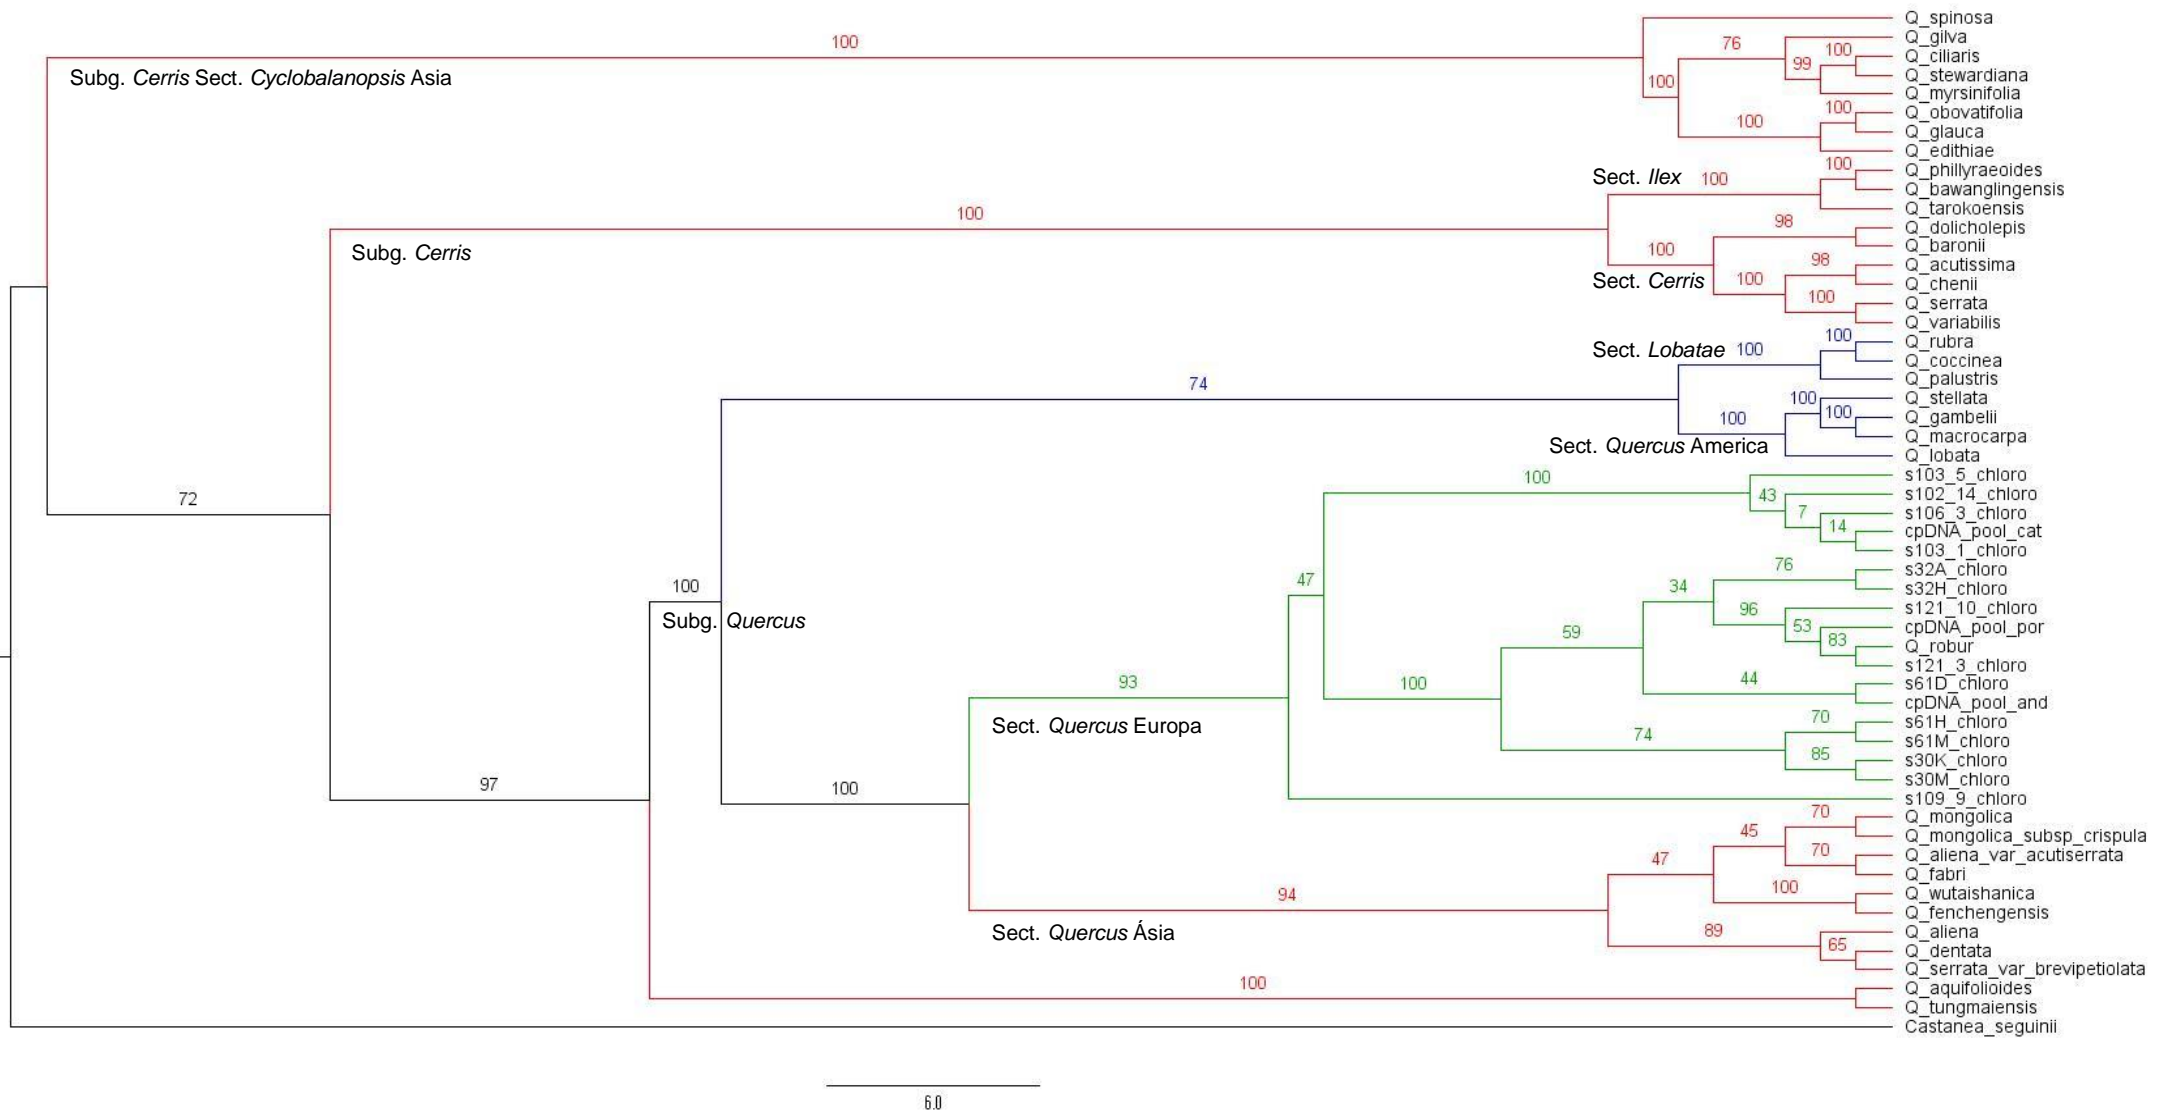 Q_spinosa
Q_gilva
100
76
100
Q_ciliaris
99
Subg. Cerris Sect. Cyclobalanopsis Asia
Q_stewardiana
100
Q_myrsinifolia
100
Q_obovatifolia
100
Q_glauca
Q_edithiae
100
Q_phillyraeoides
Sect. Ilex 100
Q_bawanglingensis
Q_tarokoensis
100
98
Q_dolicholepis
Subg. Cerris
100
Q_baronii
98
Q_acutissima
Sect. Cerris
100
Q_chenii
100
Q_serrata
Q_variabilis
100
Q_rubra
Sect. Lobatae 100
Q_coccinea
74
Q_palustris
100
Q_stellata
100
100
Q_gambelii
Sect. Quercus America
Q_macrocarpa
Q_lobata
100
s103_5_chloro
72
43
s102_14_chloro
7
s106_3_chloro
14
cpDNA_pool_cat
s103_1_chloro
76
s32A_chloro
100
47
34
s32H_chloro
96
s121_10_chloro
Subg. Quercus
59
53
cpDNA_pool_por
83
Q_robur
s121_3_chloro
93
100
44
s61D_chloro
cpDNA_pool_and
Sect. Quercus Europa
70
s61H_chloro
74
s61M_chloro
85
s30K_chloro
97
100
s30M_chloro
s109_9_chloro
70
Q_mongolica
45
Q_mongolica_subsp_crispula
47
70
Q_aliena_var_acutiserrata
Q_fabri
94
100
Q_wutaishanica
Q_fenchengensis
Sect. Quercus Ásia
89
Q_aliena
65
Q_dentata
Q_serrata_var_brevipetiolata
100
Q_aquifolioides
Q_tungmaiensis
Castanea_seguinii
6.0